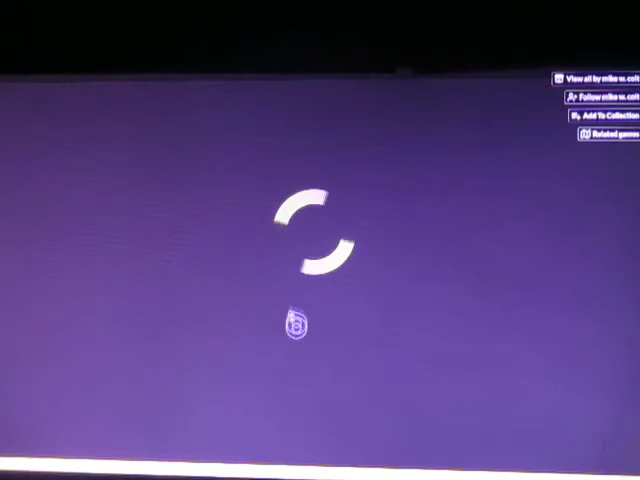 View all by mike w. colt
Follow mike w. colt
Add To Collection
Related games